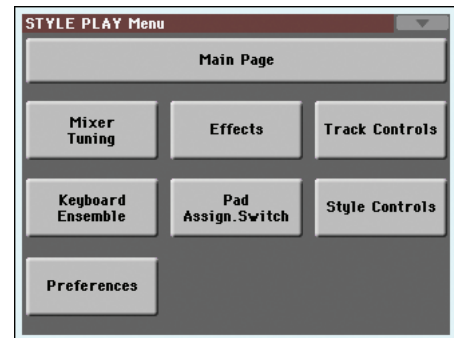 STYLE PLAY Menu
Main Page
Mixer
Tuning
Effects
Track Controls
Keyboard
Ensemble
Pad
Assign.Switch
Style Controls
Preferences